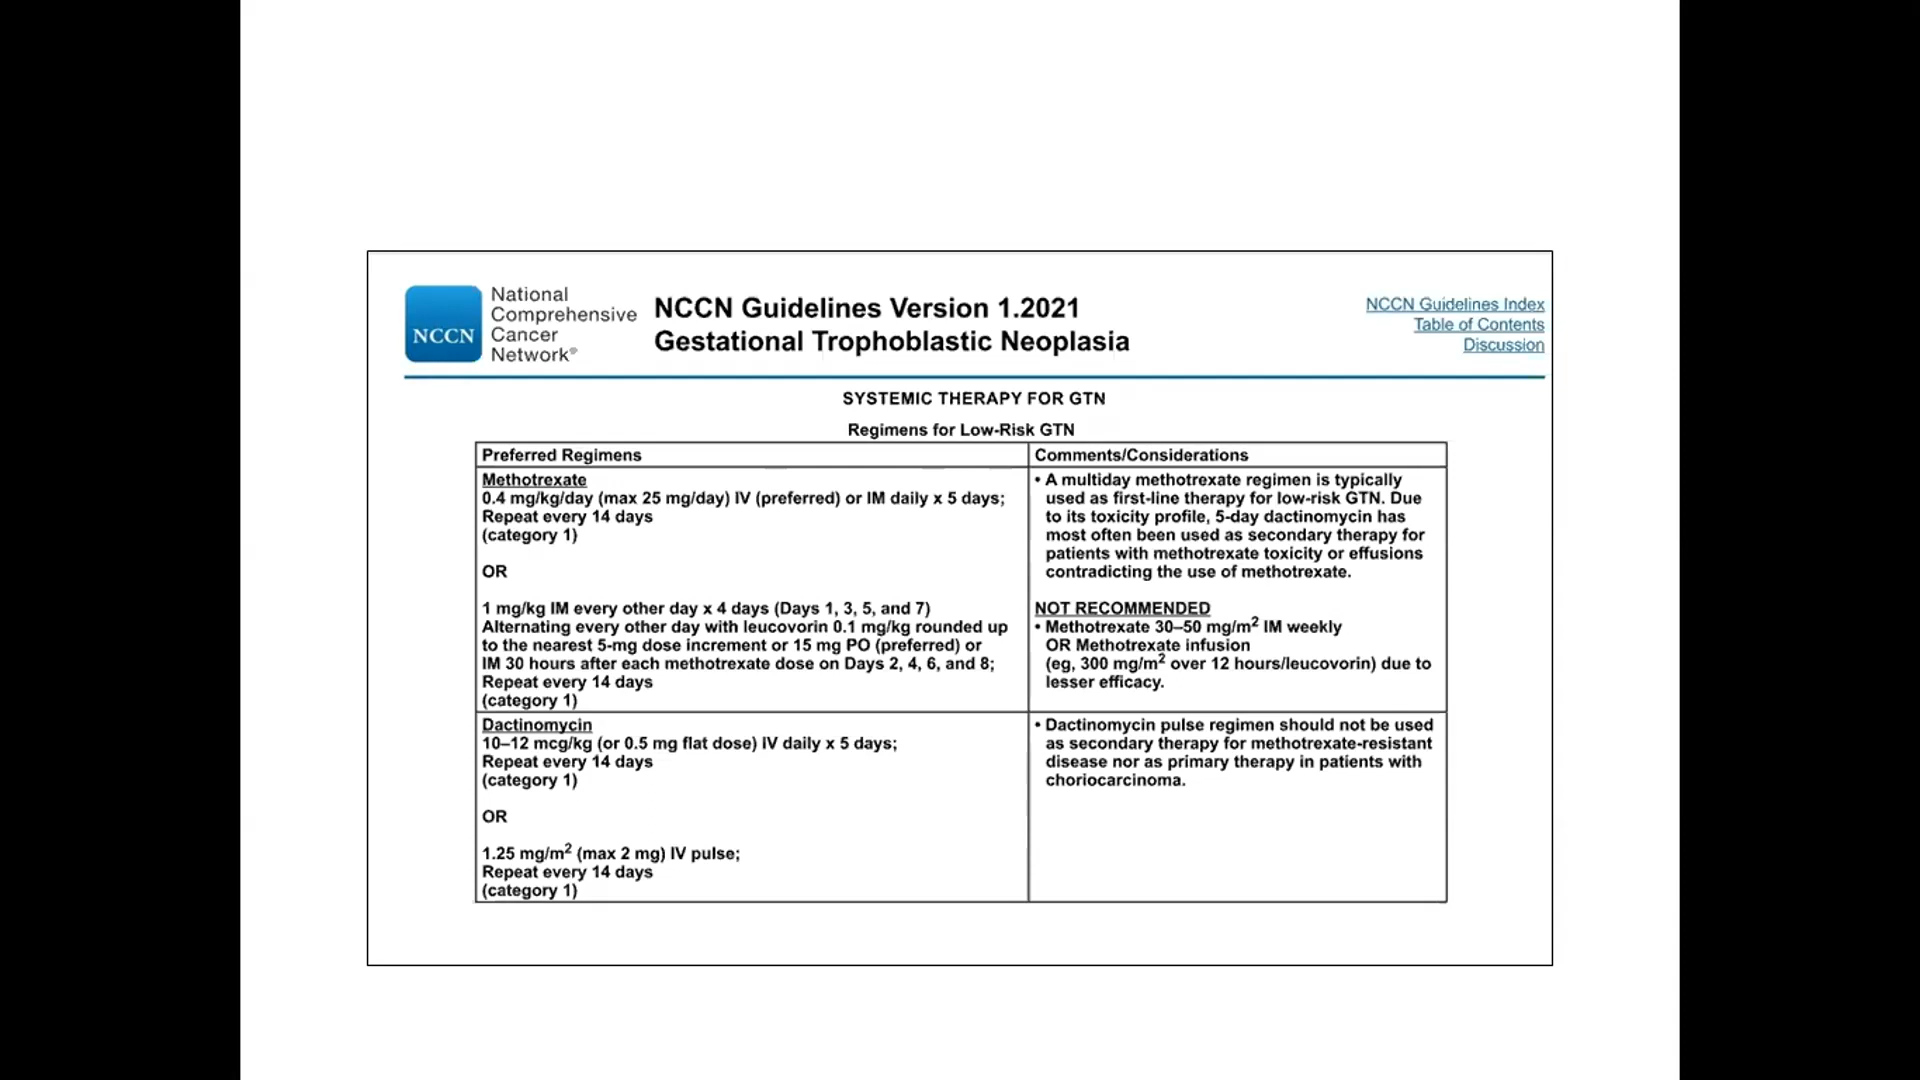 National
Comprehensive
Cancer
Network®
NCCN
NCCN Guidelines Version 1.2021
Gestational Trophoblastic Neoplasia
NCCN Guidelines Index
Table of Contents
Discussion
SYSTEMIC THERAPY FOR GTN
Regimens for Low-Risk GTN
Preferred Regimens
Comments/Considerations
Methotrexate
0.4 mg/kg/day (max 25 mg/day) IV (preferred) or IM daily x 5 days;
Repeat every 14 days
(category 1)
OR
1 mg/kg IM every other day x 4 days (Days 1, 3, 5, and 7)
Alternating every other day with leucovorin 0.1 mg/kg rounded up
to the nearest 5-mg dose increment or 15 mg PO (preferred) or
IM 30 hours after each methotrexate dose on Days 2, 4, 6, and 8;
Repeat every 14 days
(category 1)
• A multiday methotrexate regimen is typically
used as first-line therapy for low-risk GTN. Due
to its toxicity profile, 5-day dactinomycin has
most often been used as secondary therapy for
patients with methotrexate toxicity or effusions
contradicting the use of methotrexate.
NOT RECOMMENDED
• Methotrexate 30–50 mg/m² IM weekly
OR Methotrexate infusion
(eg, 300 mg/m² over 12 hours/leucovorin) due to
lesser efficacy.
Dactinomycin
10–12 mcg/kg (or 0.5 mg flat dose) IV daily x 5 days;
Repeat every 14 days
(category 1)
OR
1.25 mg/m² (max 2 mg) IV pulse;
Repeat every 14 days
(category 1)
• Dactinomycin pulse regimen should not be used
as secondary therapy for methotrexate-resistant
disease nor as primary therapy in patients with
choriocarcinoma.